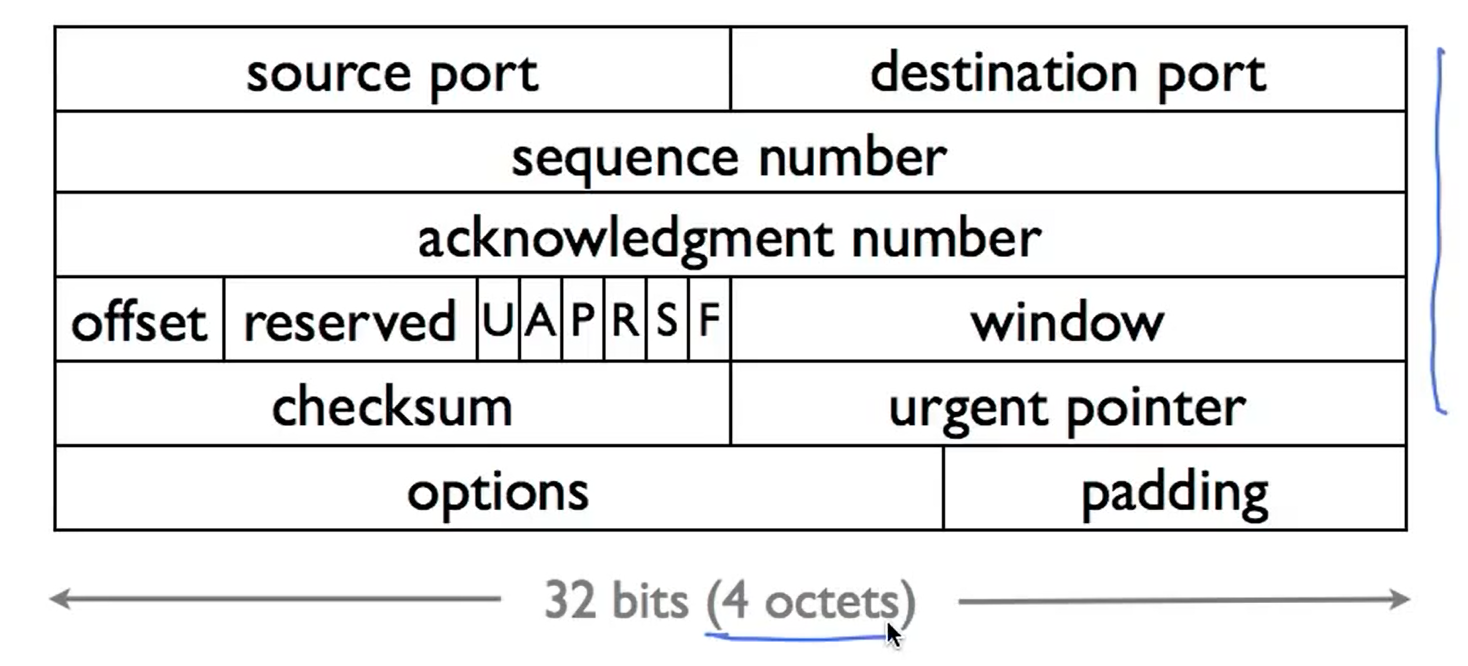 source port destination port
sequence number
acknowledgment number
offset reserved U A P R S F window
checksum urgent pointer
options padding
32 bits (4 octets)